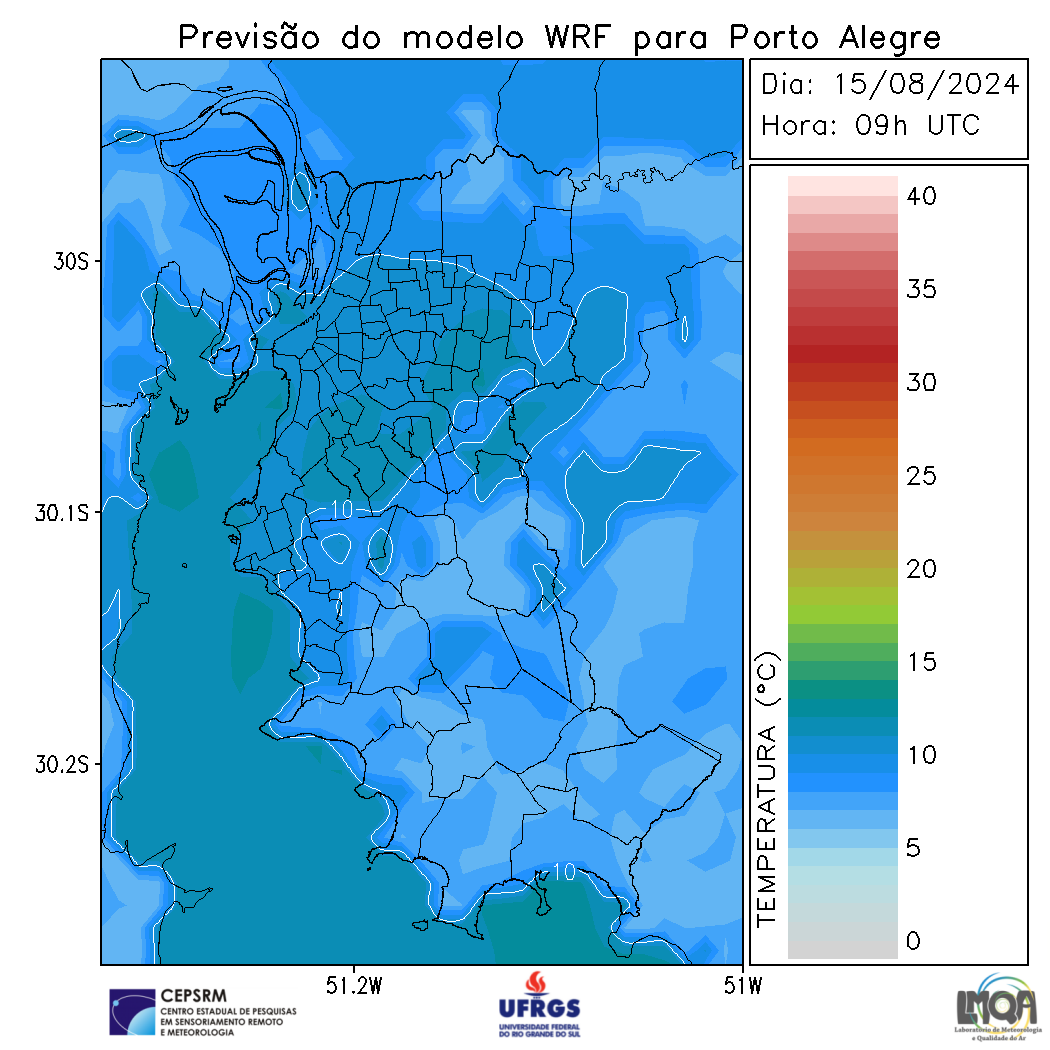 Previsão do modelo WRF para Porto Alegre
Dia: 15/08/2024
Hora: 09h UTC
30S
30.1S
30.2S
51.2W
51W
10
10
TEMPERATURA (°C)
40
35
30
25
20
15
10
5
0
CEPSRM
CENTRO ESTADUAL DE PESQUISAS
EM SENSORIAMENTO REMOTO
E METEOROLOGIA
UFRGS
UNIVERSIDADE FEDERAL
DO RIO GRANDE DO SUL
LMQA
Laboratório de Meteorologia
e Qualidade do Ar